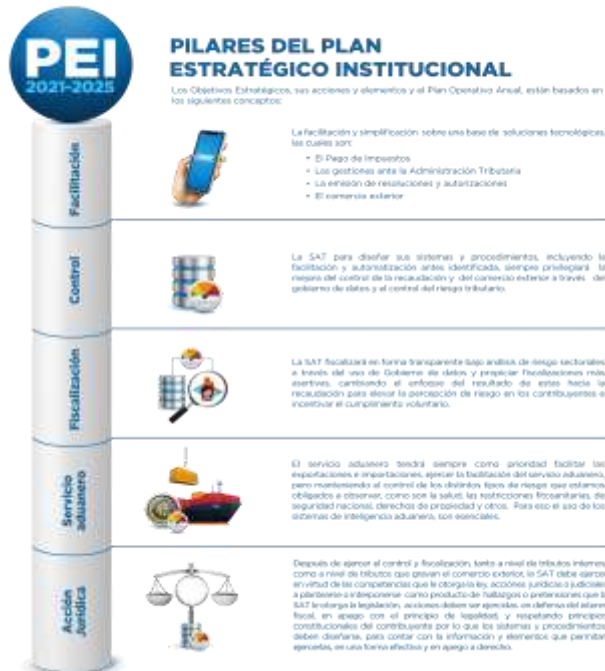 PEI
2021-2025
PILARES DEL PLAN
ESTRATÉGICO INSTITUCIONAL
Los Objetivos Estratégicos, sus acciones y elementos y el Plan Operativo Anual, están basados en
los siguientes conceptos:
Facilitación
La facilitación y simplificación sobre una base de soluciones tecnológicas,
las cuales son:
• El Pago de Impuestos
• Las gestiones ante la Administración Tributaria
• La emisión de resoluciones y autorizaciones
• El comercio exterior
Control
La SAT para diseñar sus sistemas y procedimientos, incluyendo la
facilitación y automatización antes identificada, siempre privilegiará la
mejora del control de la recaudación y del comercio exterior a través del
gobierno de datos y al control del riesgo tributario.
Fiscalización
La SAT fiscalizará en forma transparente bajo análisis de riesgo sectoriales
a través del uso de Gobierno de datos y propiciar fiscalizaciones más
asertivas, cambiando el enfoque del resultado de estas hacia la
recaudación para elevar la percepción de riesgo en los contribuyentes e
incentivar el cumplimiento voluntario.
Servicio
aduanero
El servicio aduanero tendrá siempre como prioridad facilitar las
exportaciones e importaciones, ejercer la facilitación del servicio aduanero,
pero manteniendo al control de los distintos tipos de riesgo que estamos
obligados a observar, como son la salud, las restricciones fitosanitarias, de
seguridad nacional, derechos de propiedad y otros. Para eso el uso de los
sistemas de inteligencia aduanera, son esenciales.
Acción
Jurídica
Después de ejercer el control y fiscalización, tanto a nivel de tributos internos
como a nivel de tributos que gravan el comercio exterior, la SAT debe ejercer
en virtud de las competencias que le otorga la ley, acciones jurídicas o judiciales
a plantearse o interponerse como producto de hallazgos o pretensiones que la
SAT le otorga la legislación, acciones deben ser ejercidas en defensa del interés
fiscal, en apego con el principio de legalidad, y respetando principios
constitucionales del contribuyente por lo que los sistemas y procedimientos
deben diseñarse, para contar con la información y elementos que permitan
ejercerlas, en una forma efectiva y en apego a derecho.